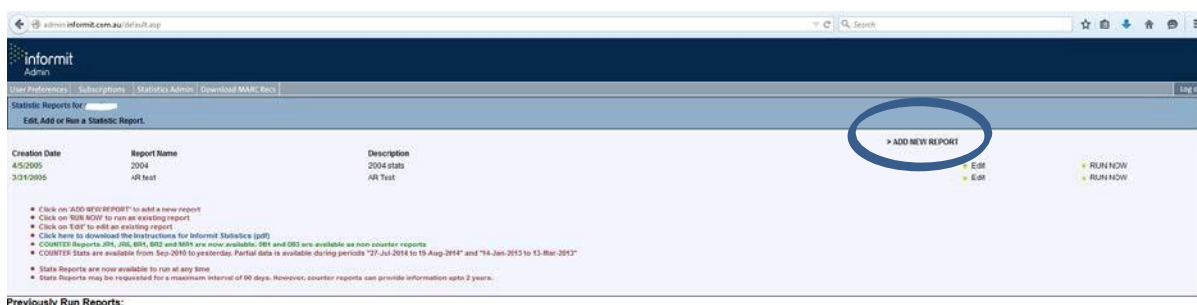 admin.informit.com.au/default.asp
Search
informit
Admin
User Preferences Subscriptions Statistics Admin Download MARC Recs
Statistic Reports for
Edit, Add or Run a Statistic Report.
> ADD NEW REPORT
Creation Date Report Name Description
4/5/2005 2004 2004 stats Edit RUN NOW
3/31/2005 AR test AR Test Edit RUN NOW
Click on 'ADD NEW REPORT' to add a new report
Click on 'RUN NOW' to run an existing report
Click on 'Edit' to edit an existing report
Click here to download the Instructions for Informit Statistics (pdf)
COUNTER Reports JR1, JR5, BR1, BR2 and MR1 are now available. DB1 and DB3 are available as non counter reports
COUNTER Stats are available from Sep-2010 to yesterday. Partial data is available during periods "27-Jul-2014 to 19-Aug-2014" and "14-Jan-2013 to 13-Mar-2013"
Stats Reports are now available to run at any time
Stats Reports may be requested for a maximum interval of 90 days. However, counter reports can provide information upto 2 years.
Previously Run Reports: